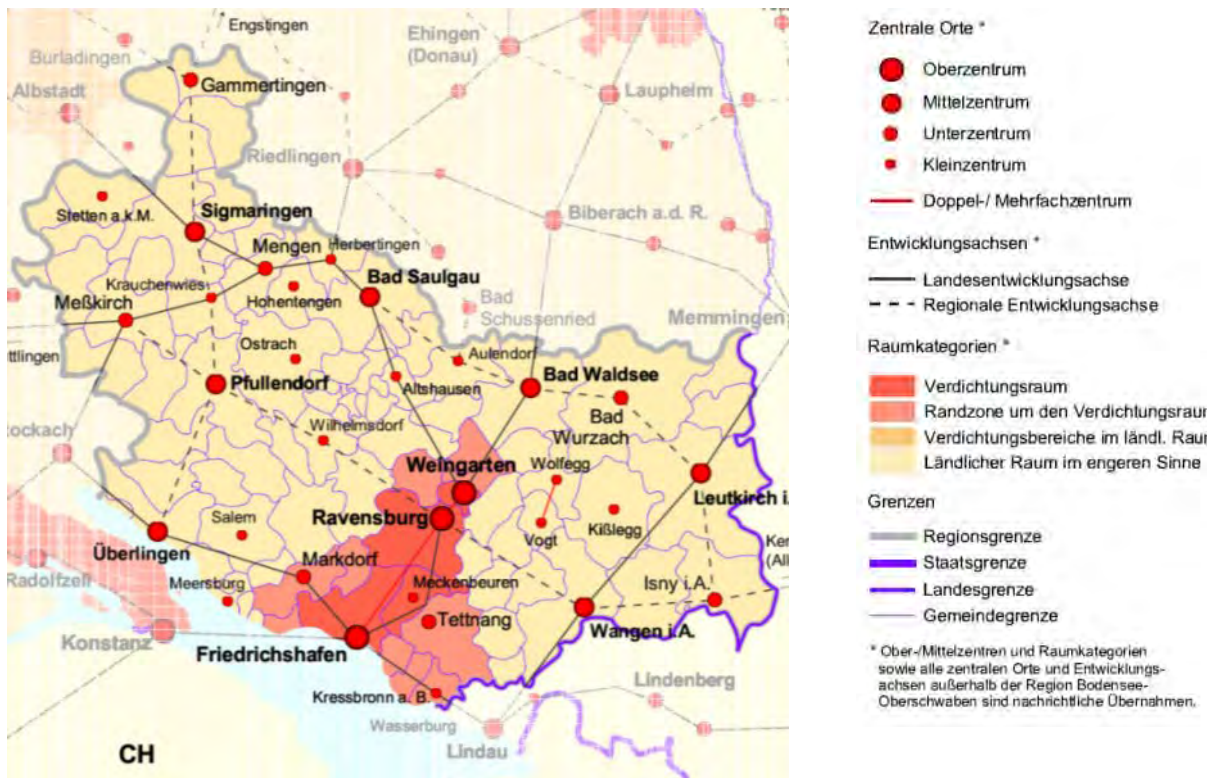 Engstingen
Burladingen
Ehingen
(Donau)
Gammertingen
Albstadt
Laupheim
Riedlingen
Stetten a.k.M.
Sigmaringen
Biberach a.d. R.
Mengen
Herbertingen
Krauchenwies
Bad Saulgau
Meßkirch
Hohentengen
Bad
Schussenried
Memmingen
ttlingen
Ostrach
Aulendorf
Pfullendorf
Altshausen
Bad Waldsee
Wilhelmsdorf
Bad
Wurzach
ockach
Weingarten
Wolfegg
Leutkirch i.
Ravensburg
Salem
Vogt
Kißlegg
Überlingen
Markdorf
Ker
(All
Radolfzell
Meersburg
Meckenbeuren
Isny i.A.
Tettnang
Konstanz
Wangen i.A.
Friedrichshafen
Kressbronn a. B.
Lindenberg
Wasserburg
Lindau
CH
Zentrale Orte *
Oberzentrum
Mittelzentrum
Unterzentrum
Kleinzentrum
Doppel-/ Mehrfachzentrum
Entwicklungsachsen *
Landesentwicklungsachse
Regionale Entwicklungsachse
Raumkategorien *
Verdichtungsraum
Randzone um den Verdichtungsraum
Verdichtungsbereiche im ländl. Raum
Ländlicher Raum im engeren Sinne
Grenzen
Regionsgrenze
Staatsgrenze
Landesgrenze
Gemeindegrenze
* Ober-/Mittelzentren und Raumkategorien
sowie alle zentralen Orte und Entwicklungs-
achsen außerhalb der Region Bodensee-
Oberschwaben sind nachrichtliche Übernahmen.